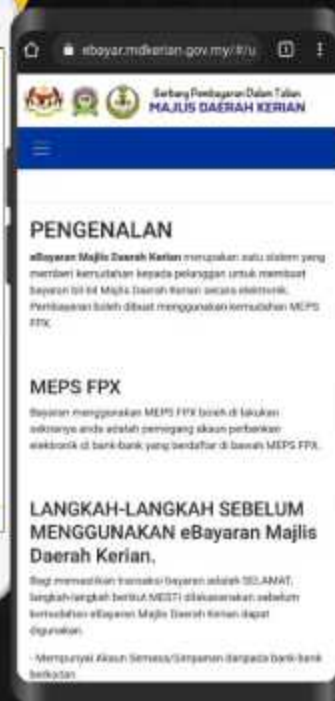 ebayar.mdkerian.gov.my/#/u
Gerbang Pembayaran Dalam Talian
MAJLIS DAERAH KERIAN
PENGENALAN
eBayaran Majlis Daerah Kerian merupakan satu sistem yang
memberi kemudahan kepada pelanggan untuk membuat
bayaran bil-bil Majlis Daerah Kerian secara elektronik.
Pembayaran boleh dibuat menggunakan kemudahan MEPS
FPX.
MEPS FPX
Bayaran menggunakan MEPS FPX boleh di lakukan
sekiranya anda adalah pemegang akaun perbankan
elektronik di bank-bank yang berdaftar di bawah MEPS FPX.
LANGKAH-LANGKAH SEBELUM
MENGGUNAKAN eBayaran Majlis
Daerah Kerian.
Bagi memastikan transaksi bayaran adalah SELAMAT,
langkah-langkah berikut MESTI dilaksanakan sebelum
kemudahan eBayaran Majlis Daerah Kerian dapat
digunakan.
- Mempunyai Akaun Semasa/Simpanan daripada bank-bank
berkaitan